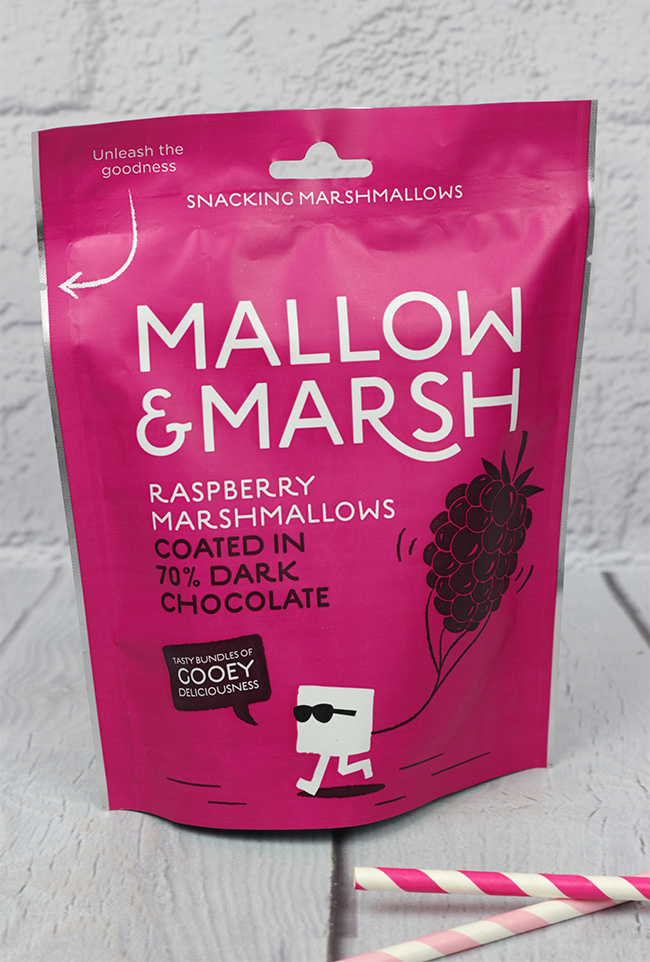 Unleash the
goodness
SNACKING MARSHMALLOWS
MALLOW
& MARSH
RASPBERRY
MARSHMALLOWS
COATED IN
70% DARK
CHOCOLATE
TASTY BUNDLES OF
GOOEY
DELICIOUSNESS